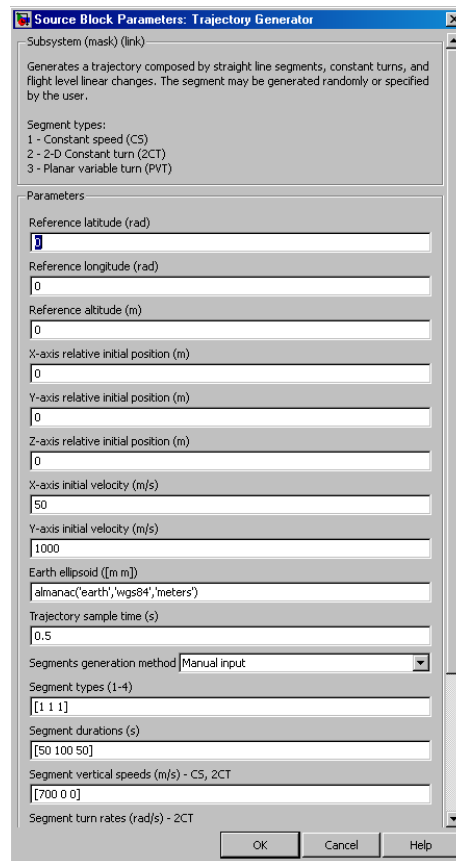 Source Block Parameters: Trajectory Generator
Subsystem (mask) (link)
Generates a trajectory composed by straight line segments, constant turns, and
flight level linear changes. The segment may be generated randomly or specified
by the user.
Segment types:
1 - Constant speed (CS)
2 - 2-D Constant turn (2CT)
3 - Planar variable turn (PVT)
Parameters
Reference latitude (rad)
0
Reference longitude (rad)
0
Reference altitude (m)
0
X-axis relative initial position (m)
0
Y-axis relative initial position (m)
0
Z-axis relative initial position (m)
0
X-axis initial velocity (m/s)
50
Y-axis initial velocity (m/s)
1000
Earth ellipsoid ([m m])
almanac('earth','wgs84','meters')
Trajectory sample time (s)
0.5
Segments generation method Manual input
Segment types (1-4)
[1 1 1]
Segment durations (s)
[50 100 50]
Segment vertical speeds (m/s) - CS, 2CT
[700 0 0]
Segment turn rates (rad/s) - 2CT
OK Cancel Help